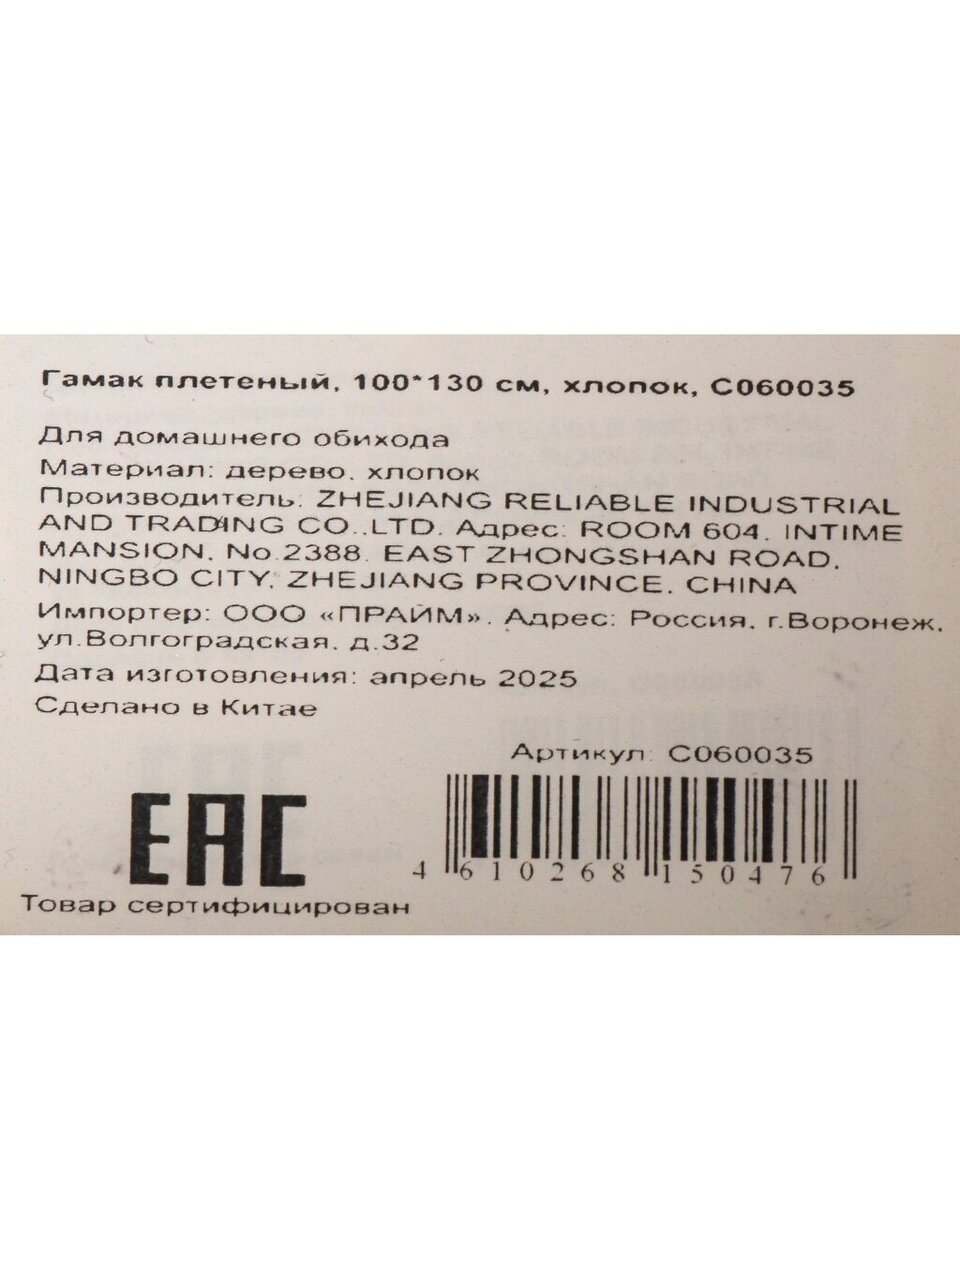 Гамак плетеный, 100*130 см, хлопок, С060035
Для домашнего обихода
Материал: дерево, хлопок
Производитель: ZHEJIANG RELIABLE INDUSTRIAL
AND TRADING CO.,LTD. Адрес: ROOM 604, INTIME
MANSION, No.2388, EAST ZHONGSHAN ROAD,
NINGBO CITY, ZHEJIANG PROVINCE, CHINA
Импортер: ООО «ПРАЙМ». Адрес: Россия, г.Воронеж,
ул.Волгоградская, д.32
Дата изготовления: апрель 2025
Сделано в Китае
Артикул: С060035
4 610268 150476
EAC
Товар сертифицирован